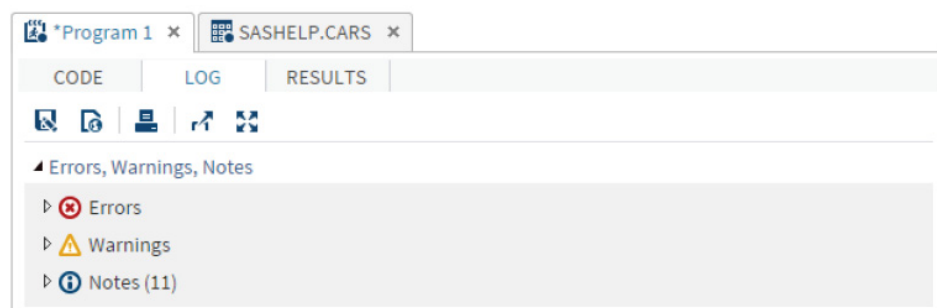 *Program 1 × SASHELP.CARS ×
CODE LOG RESULTS
Errors, Warnings, Notes
Errors
Warnings
Notes (11)